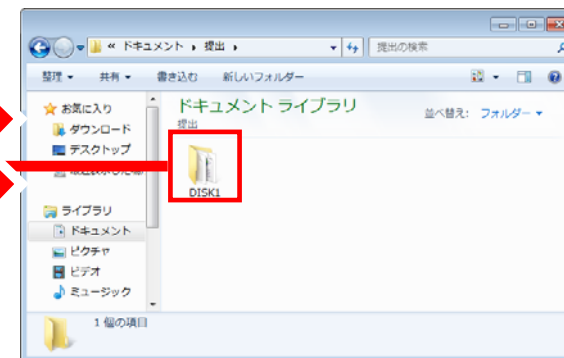 « ドキュメント ▸ 提出 ▸
提出の検索
整理 ▾ 共有 ▾ 書き込む 新しいフォルダー
お気に入り
ダウンロード
デスクトップ
ライブラリ
ドキュメント
ピクチャ
ビデオ
ミュージック
ドキュメント ライブラリ
提出
並べ替え: フォルダー ▾
DISK1
1 個の項目